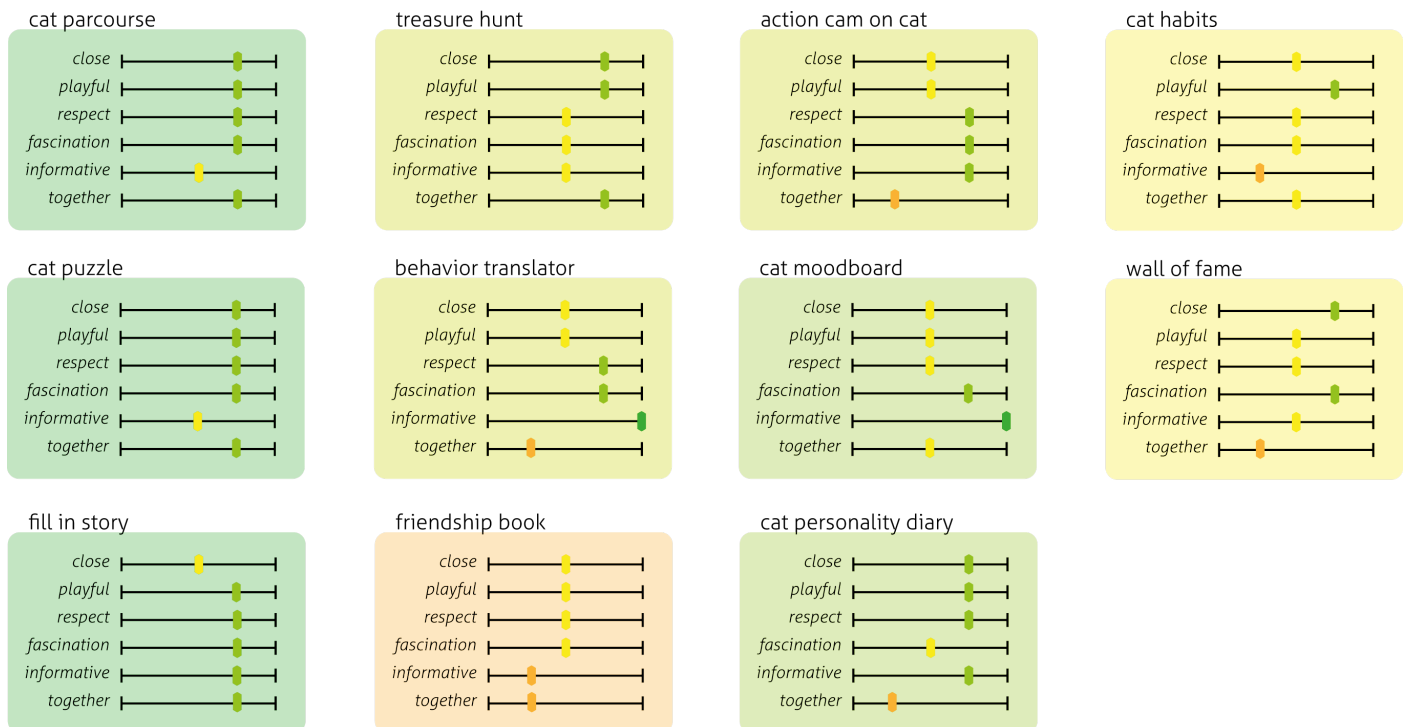 cat parcourse
close
playful
respect
fascination
informative
together
treasure hunt
close
playful
respect
fascination
informative
together
action cam on cat
close
playful
respect
fascination
informative
together
cat habits
close
playful
respect
fascination
informative
together
cat puzzle
close
playful
respect
fascination
informative
together
behavior translator
close
playful
respect
fascination
informative
together
cat moodboard
close
playful
respect
fascination
informative
together
wall of fame
close
playful
respect
fascination
informative
together
fill in story
close
playful
respect
fascination
informative
together
friendship book
close
playful
respect
fascination
informative
together
cat personality diary
close
playful
respect
fascination
informative
together